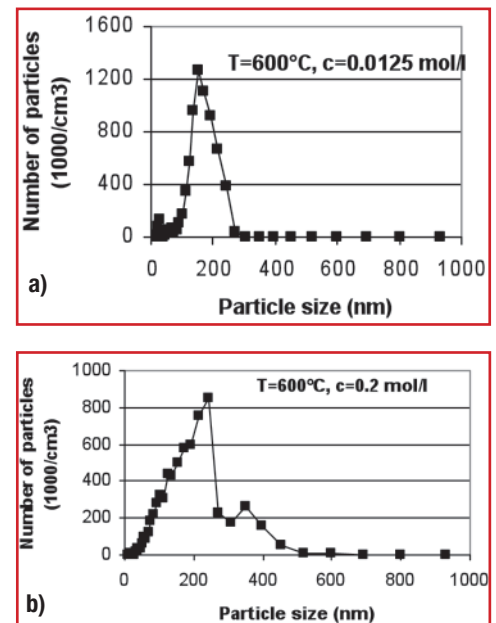 1600
T=600°C, c=0.0125 mol/l
1200
800
400
0
0 200 400 600 800 1000
Number of particles
(1000/cm3)
Particle size (nm)
a)
1000
T=600°C, c=0.2 mol/l
800
600
400
200
0
0 200 400 600 800 1000
Number of particles
(1000/cm3)
Particle size (nm)
b)